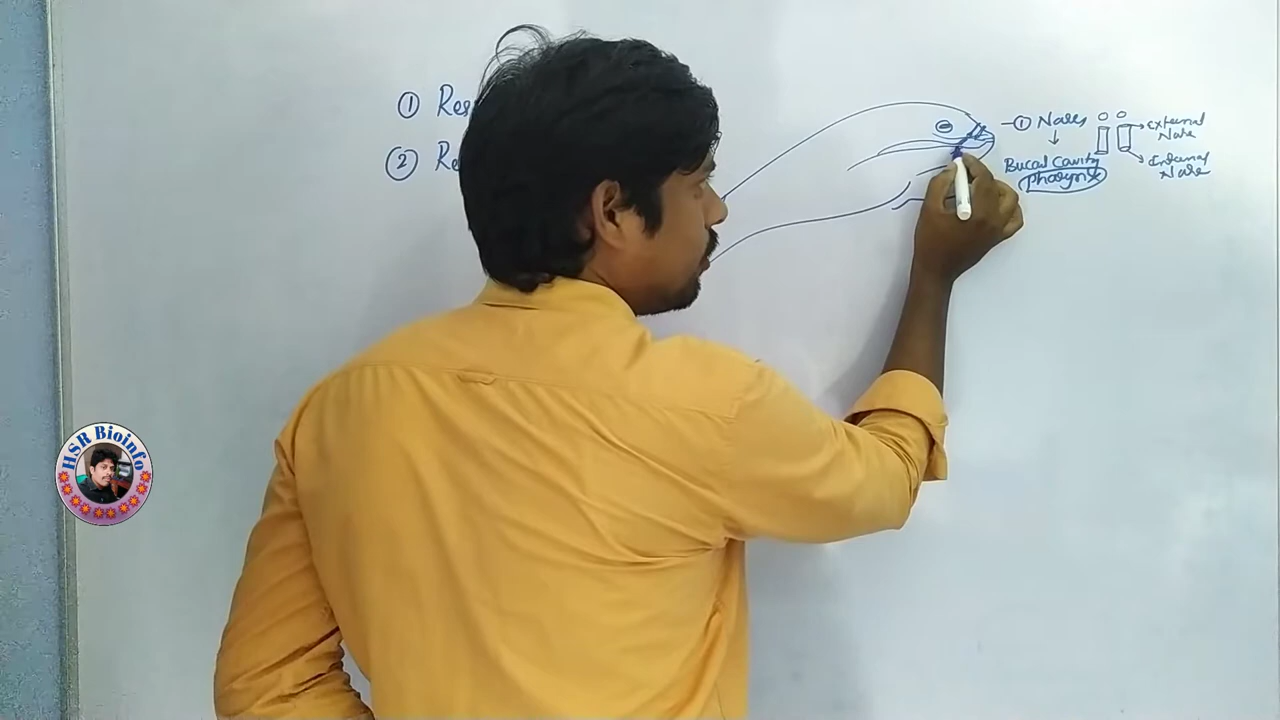 ① Res
② Re
① Nares
External
Nare
Bucal Cavity
Pharynx
Internal
Nare
HSR Bioinfo